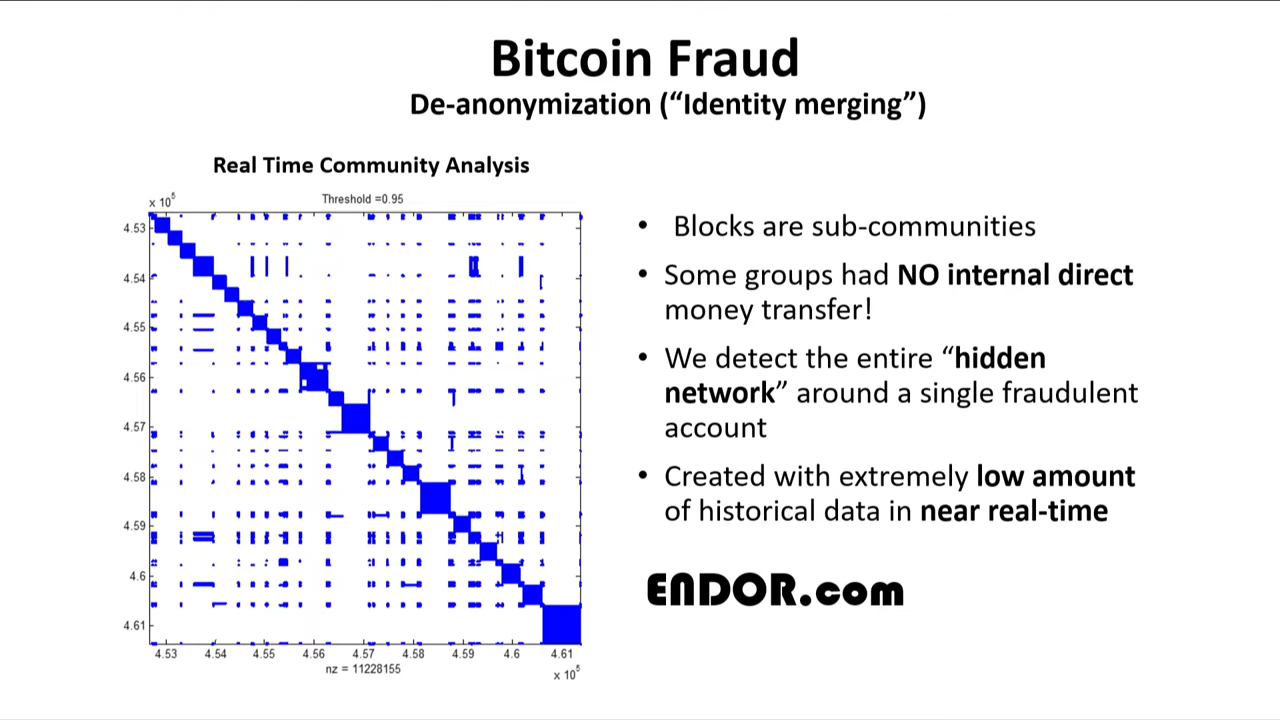 Bitcoin Fraud
De-anonymization (“Identity merging”)
Real Time Community Analysis
x 10⁵
Threshold =0.95
4.53
4.54
4.55
4.56
4.57
4.58
4.59
4.6
4.61
4.53 4.54 4.55 4.56 4.57 4.58 4.59 4.6 4.61
nz = 11228155
x 10⁵
• Blocks are sub-communities
• Some groups had NO internal direct
money transfer!
• We detect the entire “hidden
network” around a single fraudulent
account
• Created with extremely low amount
of historical data in near real-time
ENDOR.com